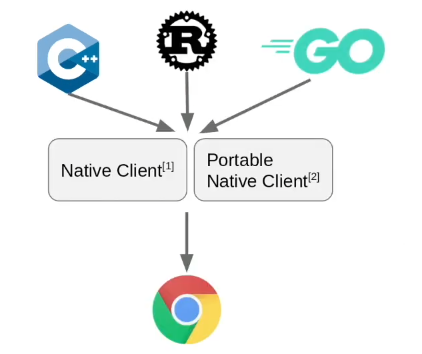 C++
R
GO
Native Client[1]
Portable
Native Client[2]